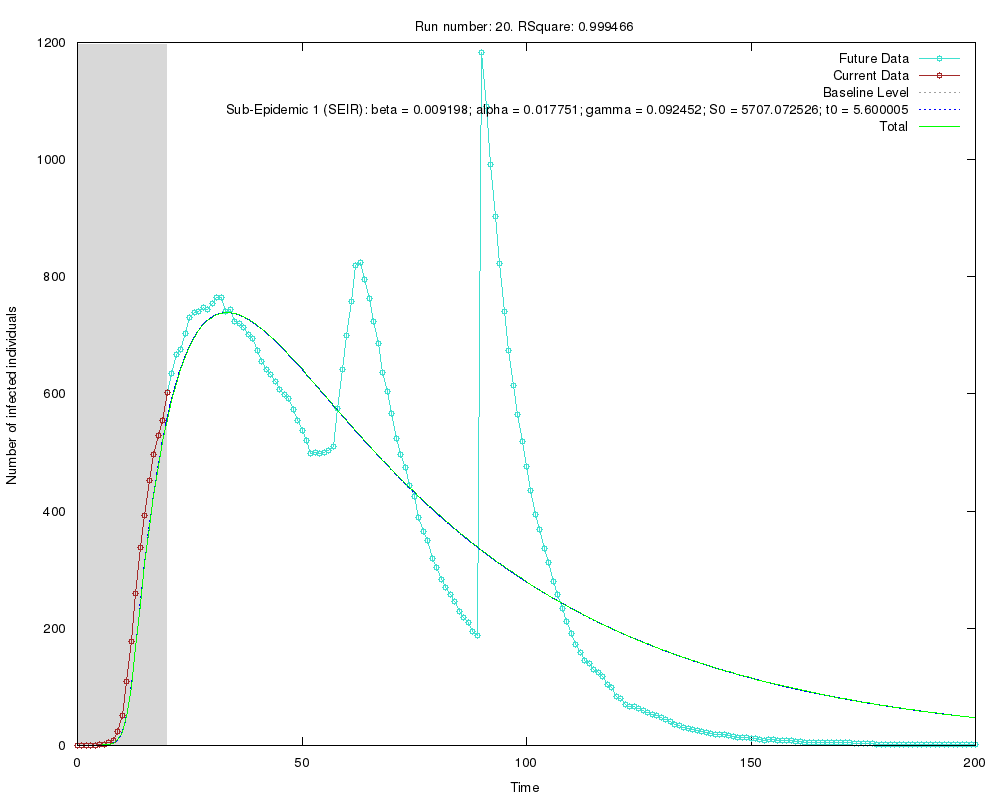 Run number: 20. RSquare: 0.999466
1200
1000
800
600
400
200
0
Number of infected individuals
Future Data
Current Data
Baseline Level
Sub-Epidemic 1 (SEIR): beta = 0.009198; alpha = 0.017751; gamma = 0.092452; S0 = 5707.072526; t0 = 5.600005
Total
0 50 100 150 200
Time